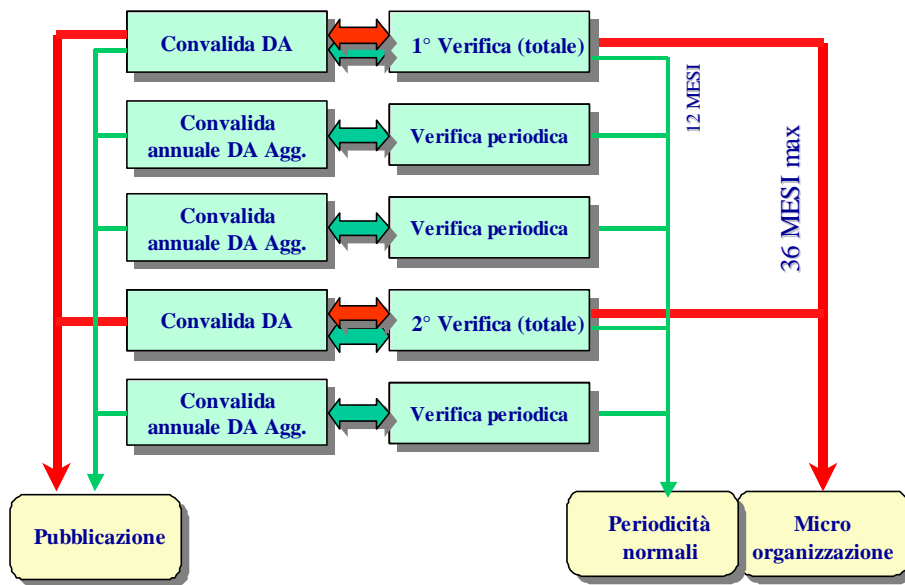 Convalida DA
1° Verifica (totale)
12 MESI
36 MESI max
Convalida
annuale DA Agg.
Verifica periodica
Convalida
annuale DA Agg.
Verifica periodica
Convalida DA
2° Verifica (totale)
Convalida
annuale DA Agg.
Verifica periodica
Pubblicazione
Periodicità
normali
Micro
organizzazione